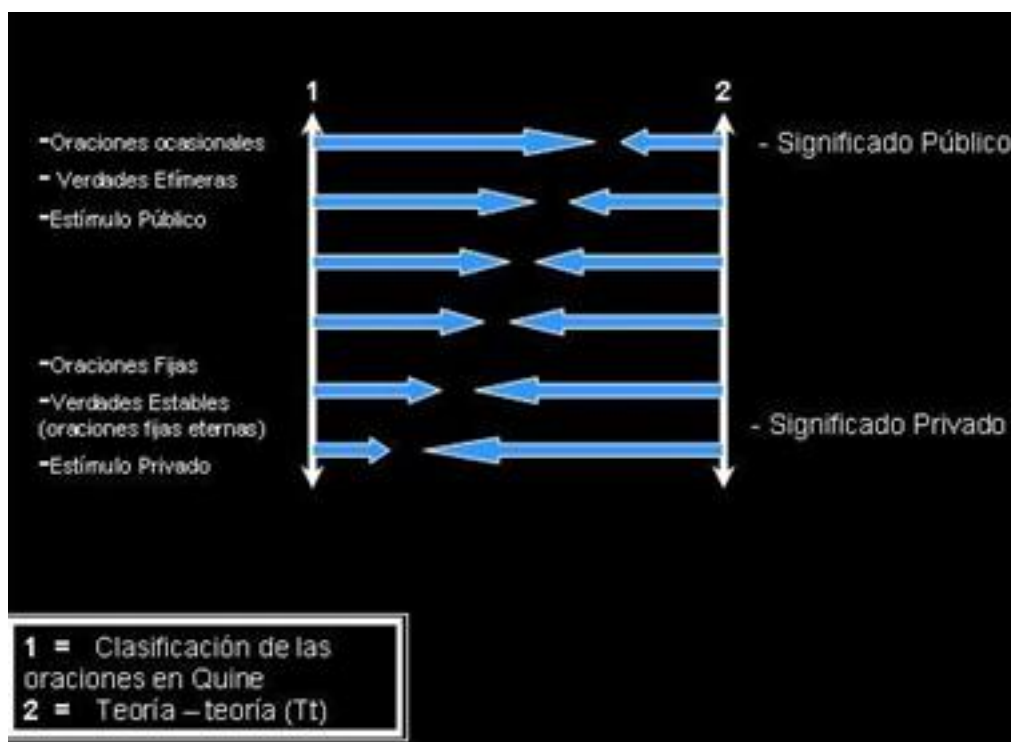 1
2
-Oraciones ocasionales
- Verdades Efímeras
-Estímulo Público
- Significado Público
-Oraciones Fijas
-Verdades Estables
(oraciones fijas eternas)
-Estímulo Privado
- Significado Privado
1 = Clasificación de las
oraciones en Quine
2 = Teoría – teoría (Tt)